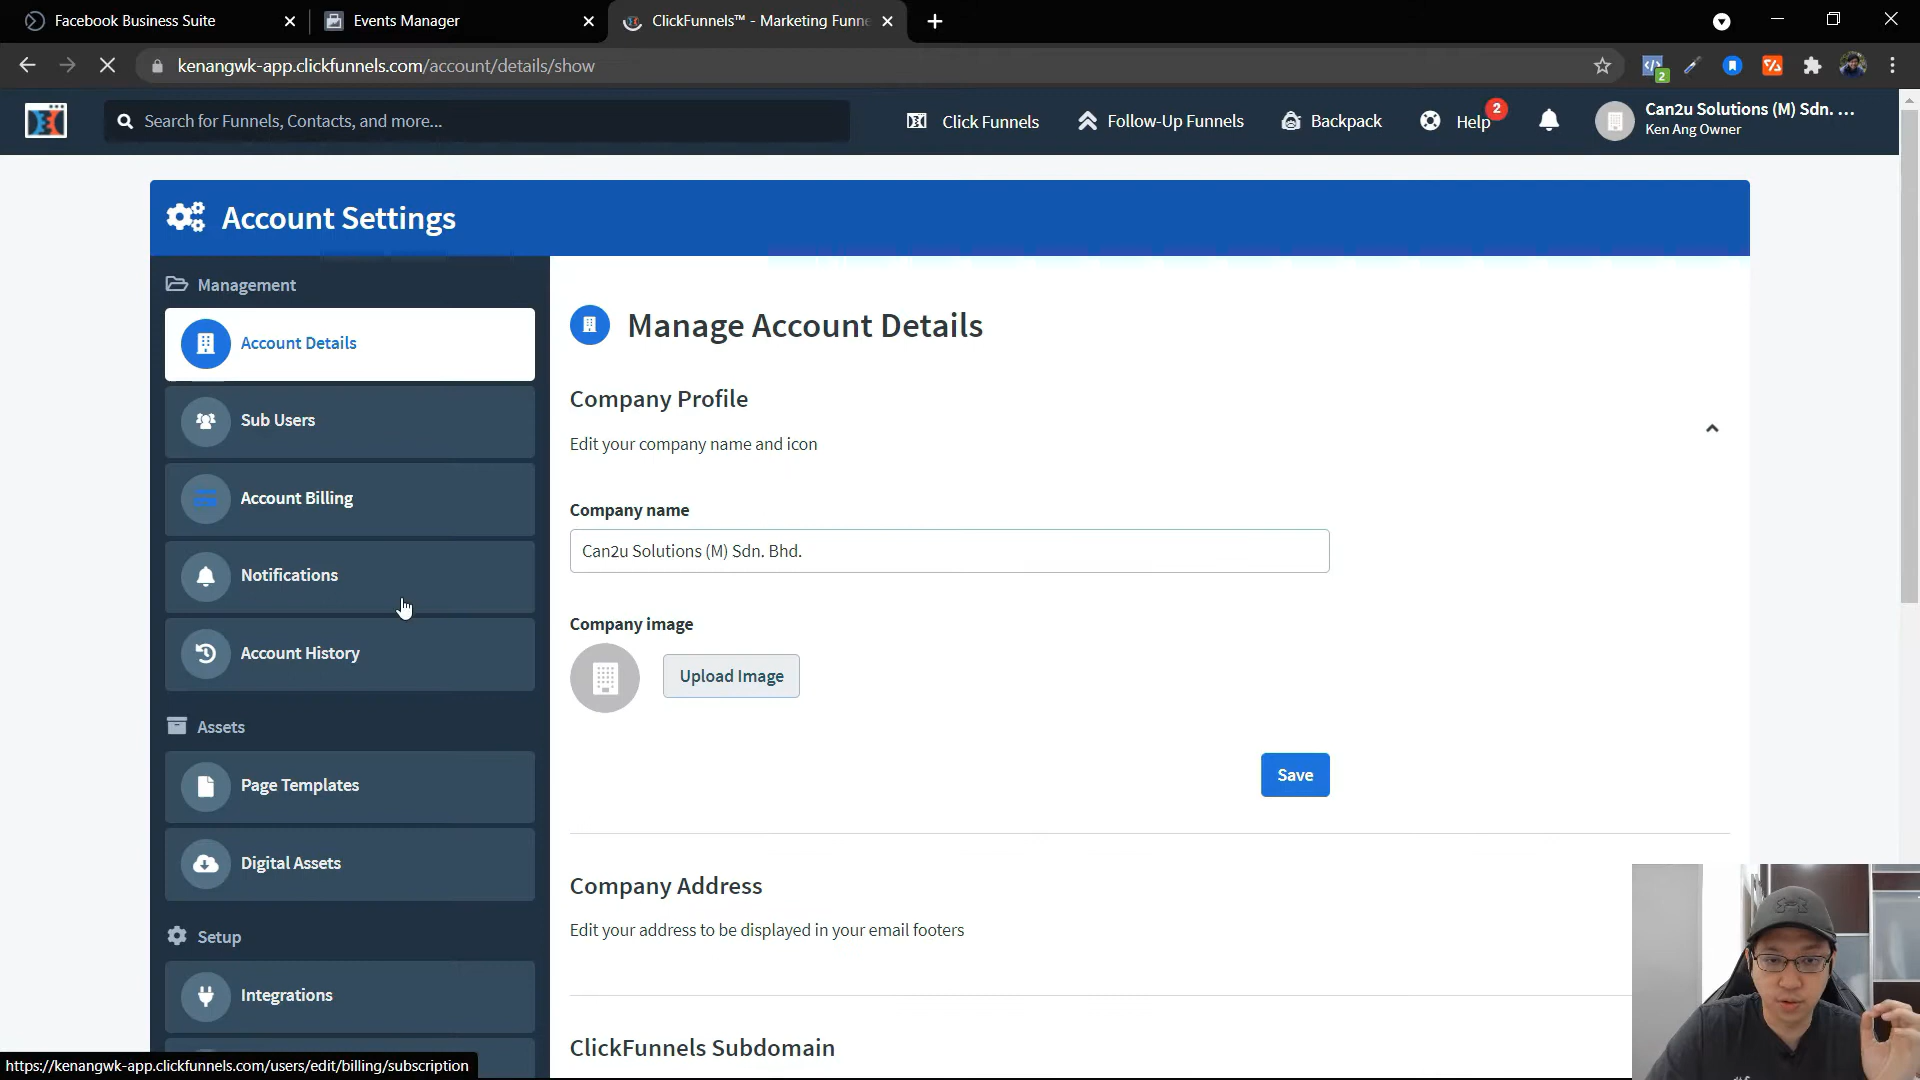 Facebook Business Suite
Events Manager
ClickFunnels™ - Marketing Funne
kenangwk-app.clickfunnels.com/account/details/show
2
Search for Funnels, Contacts, and more...
Click Funnels
Follow-Up Funnels
Backpack
Help
2
Can2u Solutions (M) Sdn. ...
Ken Ang Owner
Account Settings
Management
Account Details
Sub Users
Account Billing
Notifications
Account History
Assets
Page Templates
Digital Assets
Setup
Integrations
Manage Account Details
Company Profile
Edit your company name and icon
Company name
Can2u Solutions (M) Sdn. Bhd.
Company image
Upload Image
Save
Company Address
Edit your address to be displayed in your email footers
ClickFunnels Subdomain
https://kenangwk-app.clickfunnels.com/users/edit/billing/subscription